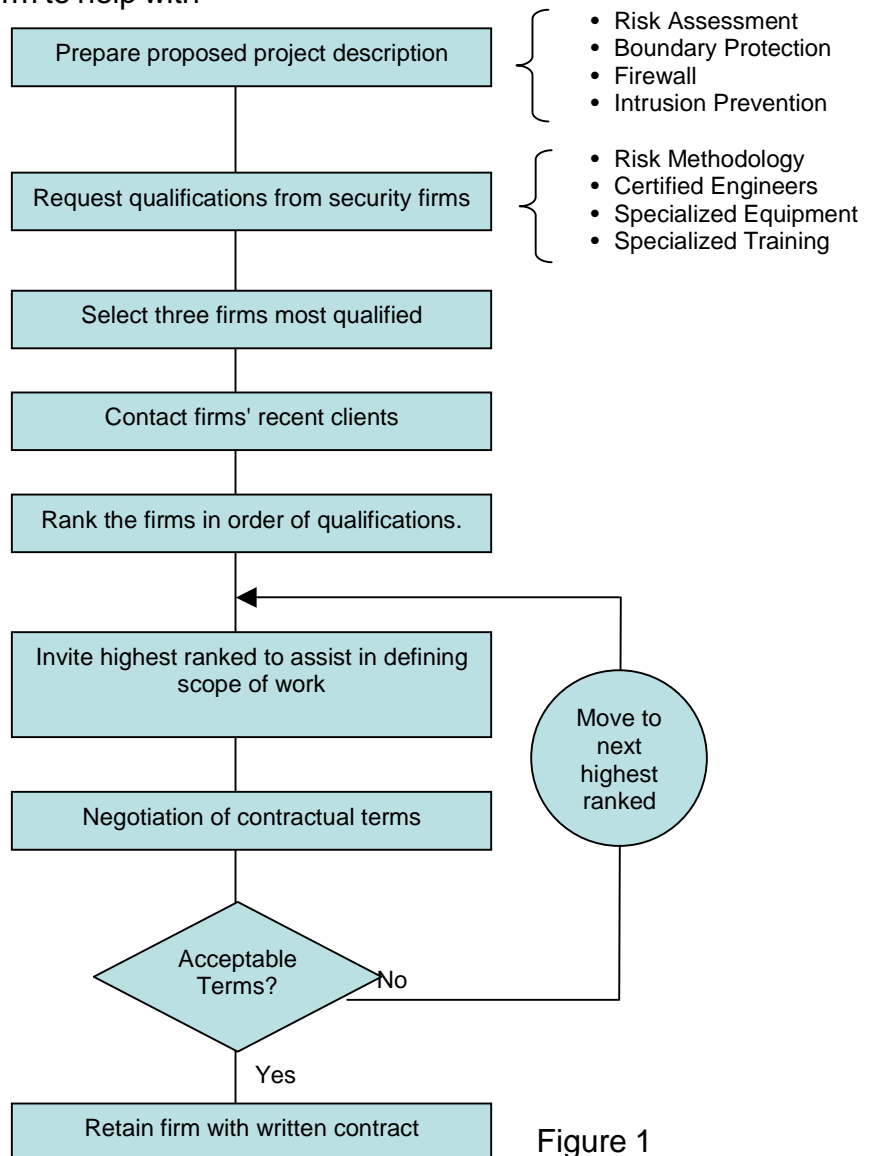 to help with
Prepare proposed project description
• Risk Assessment
• Boundary Protection
• Firewall
• Intrusion Prevention
Request qualifications from security firms
• Risk Methodology
• Certified Engineers
• Specialized Equipment
• Specialized Training
Select three firms most qualified
Contact firms' recent clients
Rank the firms in order of qualifications.
Invite highest ranked to assist in defining
scope of work
Move to
next
highest
ranked
Negotiation of contractual terms
Acceptable
Terms?
No
Yes
Retain firm with written contract
Figure 1